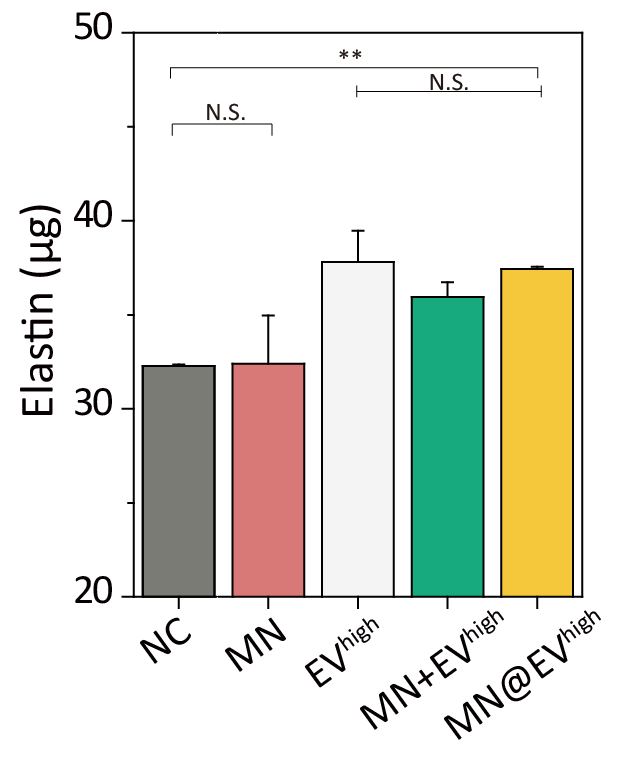 50
**
N.S.
N.S.
40
Elastin (µg)
30
20
NC
MN
EVhigh
MN+EVhigh
MN@EVhigh